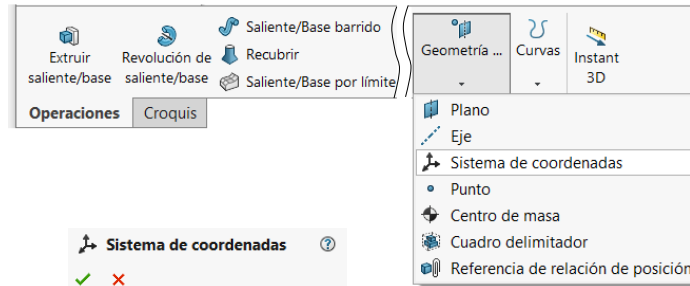 Extruir saliente/base
Revolución de saliente/base
Saliente/Base barrido
Recubrir
Saliente/Base por límite
Geometría ...
Curvas
Instant 3D
Operaciones
Croquis
Plano
Eje
Sistema de coordenadas
Punto
Centro de masa
Cuadro delimitador
Referencia de relación de posición
Sistema de coordenadas